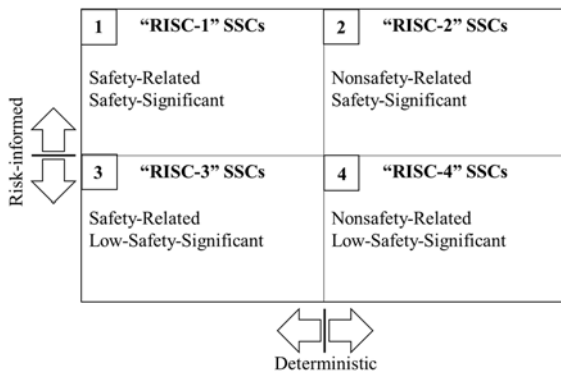 1 "RISC-1" SSCs
Safety-Related
Safety-Significant
2 "RISC-2" SSCs
Nonsafety-Related
Safety-Significant
3 "RISC-3" SSCs
Safety-Related
Low-Safety-Significant
4 "RISC-4" SSCs
Nonsafety-Related
Low-Safety-Significant
Risk-informed
Deterministic